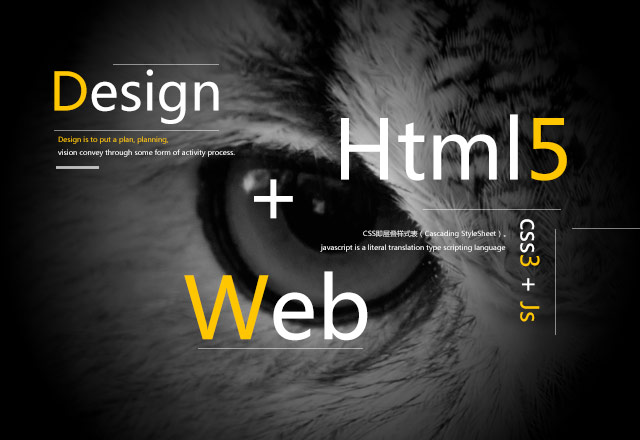 Design
Design is to put a plan, planning,
vision convey through some form of activity process.
Html5
+
CSS即层叠样式表（Cascading StyleSheet）,
javascript is a literal translation type scripting language
css3 + Js
Web